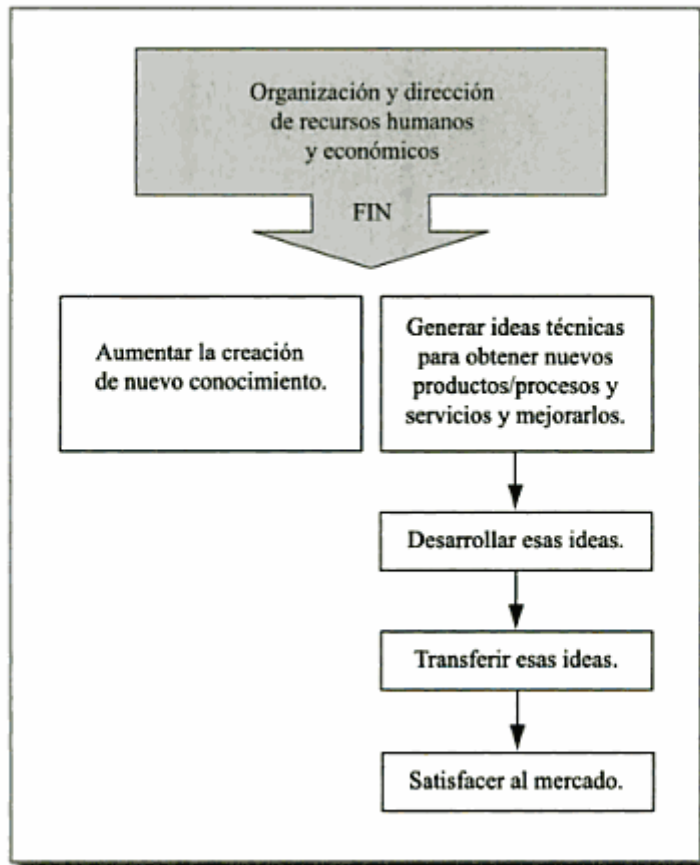 Organización y dirección
de recursos humanos
y económicos
FIN
Aumentar la creación
de nuevo conocimiento.
Generar ideas técnicas
para obtener nuevos
productos/procesos y
servicios y mejorarlos.
Desarrollar esas ideas.
Transferir esas ideas.
Satisfacer al mercado.